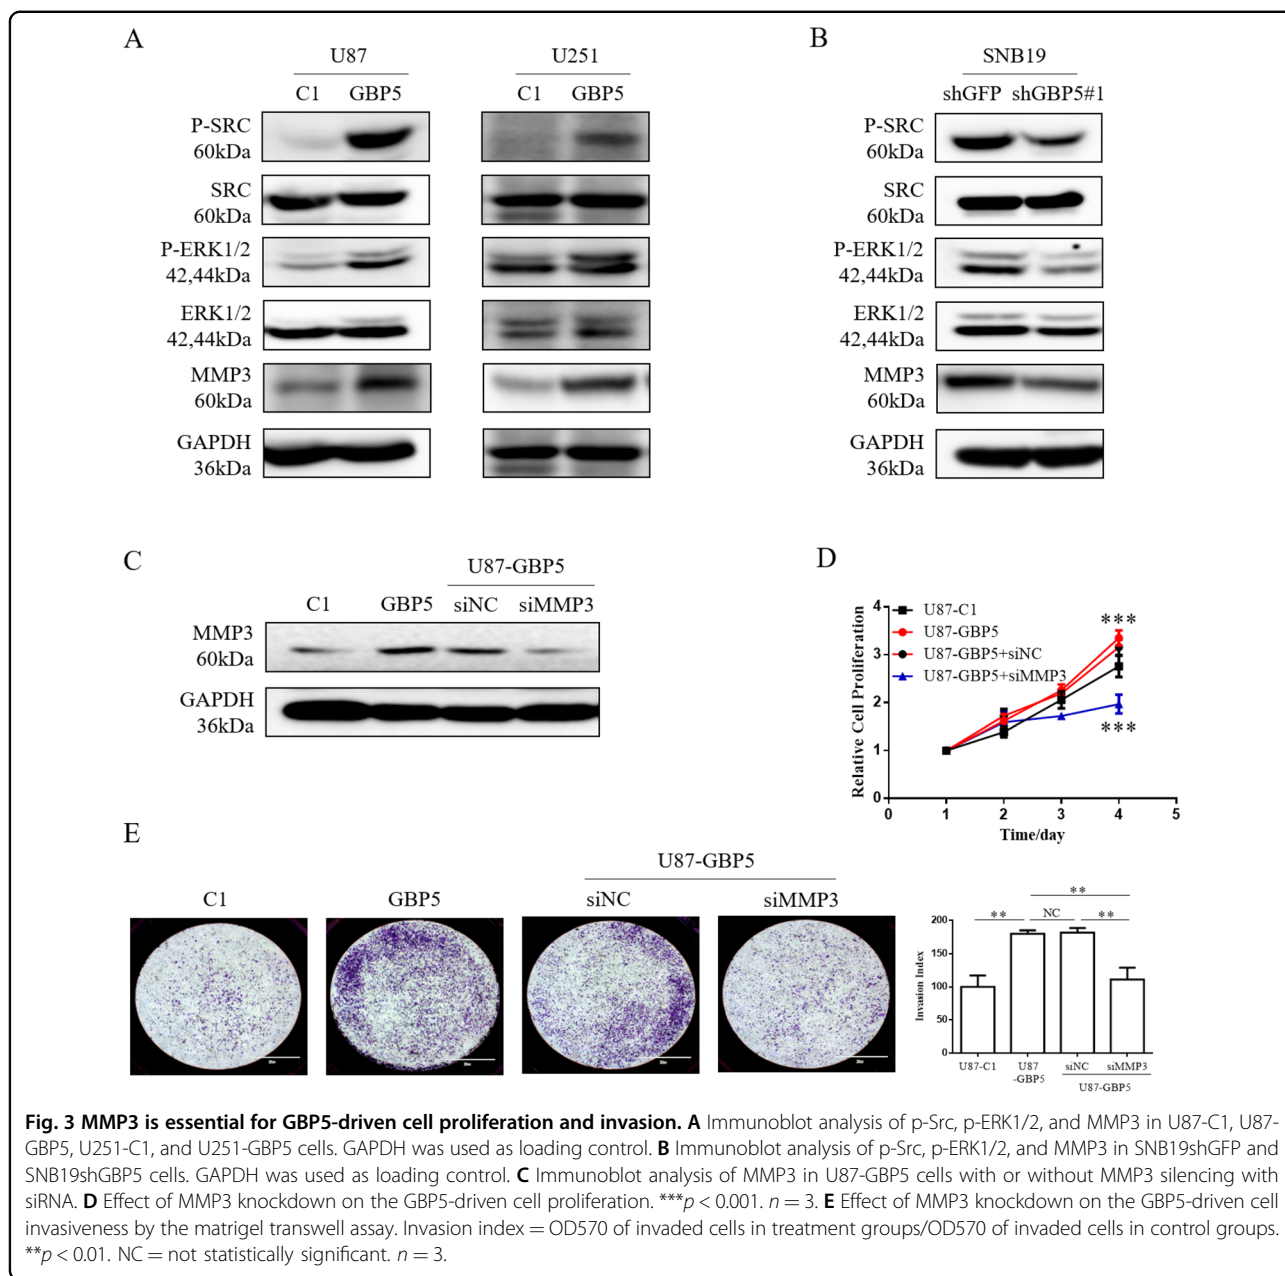 A
U87
U251
C1 GBP5
C1 GBP5
P-SRC
60kDa
SRC
60kDa
P-ERK1/2
42,44kDa
ERK1/2
42,44kDa
MMP3
60kDa
GAPDH
36kDa
B
SNB19
shGFP shGBP5#1
P-SRC
60kDa
SRC
60kDa
P-ERK1/2
42,44kDa
ERK1/2
42,44kDa
MMP3
60kDa
GAPDH
36kDa
C
U87-GBP5
C1 GBP5 siNC siMMP3
MMP3
60kDa
GAPDH
36kDa
D
Relative Cell Proliferation
4
3
2
1
0
U87-C1
U87-GBP5
U87-GBP5+siNC
U87-GBP5+siMMP3
***
***
0 1 2 3 4 5
Time/day
E
U87-GBP5
C1 GBP5 siNC siMMP3
Invasion Index
200
150
100
50
0
**
** NC **
U87-C1 U87 siNC siMMP3
-GBP5 U87-GBP5
Fig. 3 MMP3 is essential for GBP5-driven cell proliferation and invasion. A Immunoblot analysis of p-Src, p-ERK1/2, and MMP3 in U87-C1, U87-
GBP5, U251-C1, and U251-GBP5 cells. GAPDH was used as loading control. B Immunoblot analysis of p-Src, p-ERK1/2, and MMP3 in SNB19shGFP and
SNB19shGBP5 cells. GAPDH was used as loading control. C Immunoblot analysis of MMP3 in U87-GBP5 cells with or without MMP3 silencing with
siRNA. D Effect of MMP3 knockdown on the GBP5-driven cell proliferation. ***p < 0.001. n = 3. E Effect of MMP3 knockdown on the GBP5-driven cell
invasiveness by the matrigel transwell assay. Invasion index = OD570 of invaded cells in treatment groups/OD570 of invaded cells in control groups.
**p < 0.01. NC = not statistically significant. n = 3.